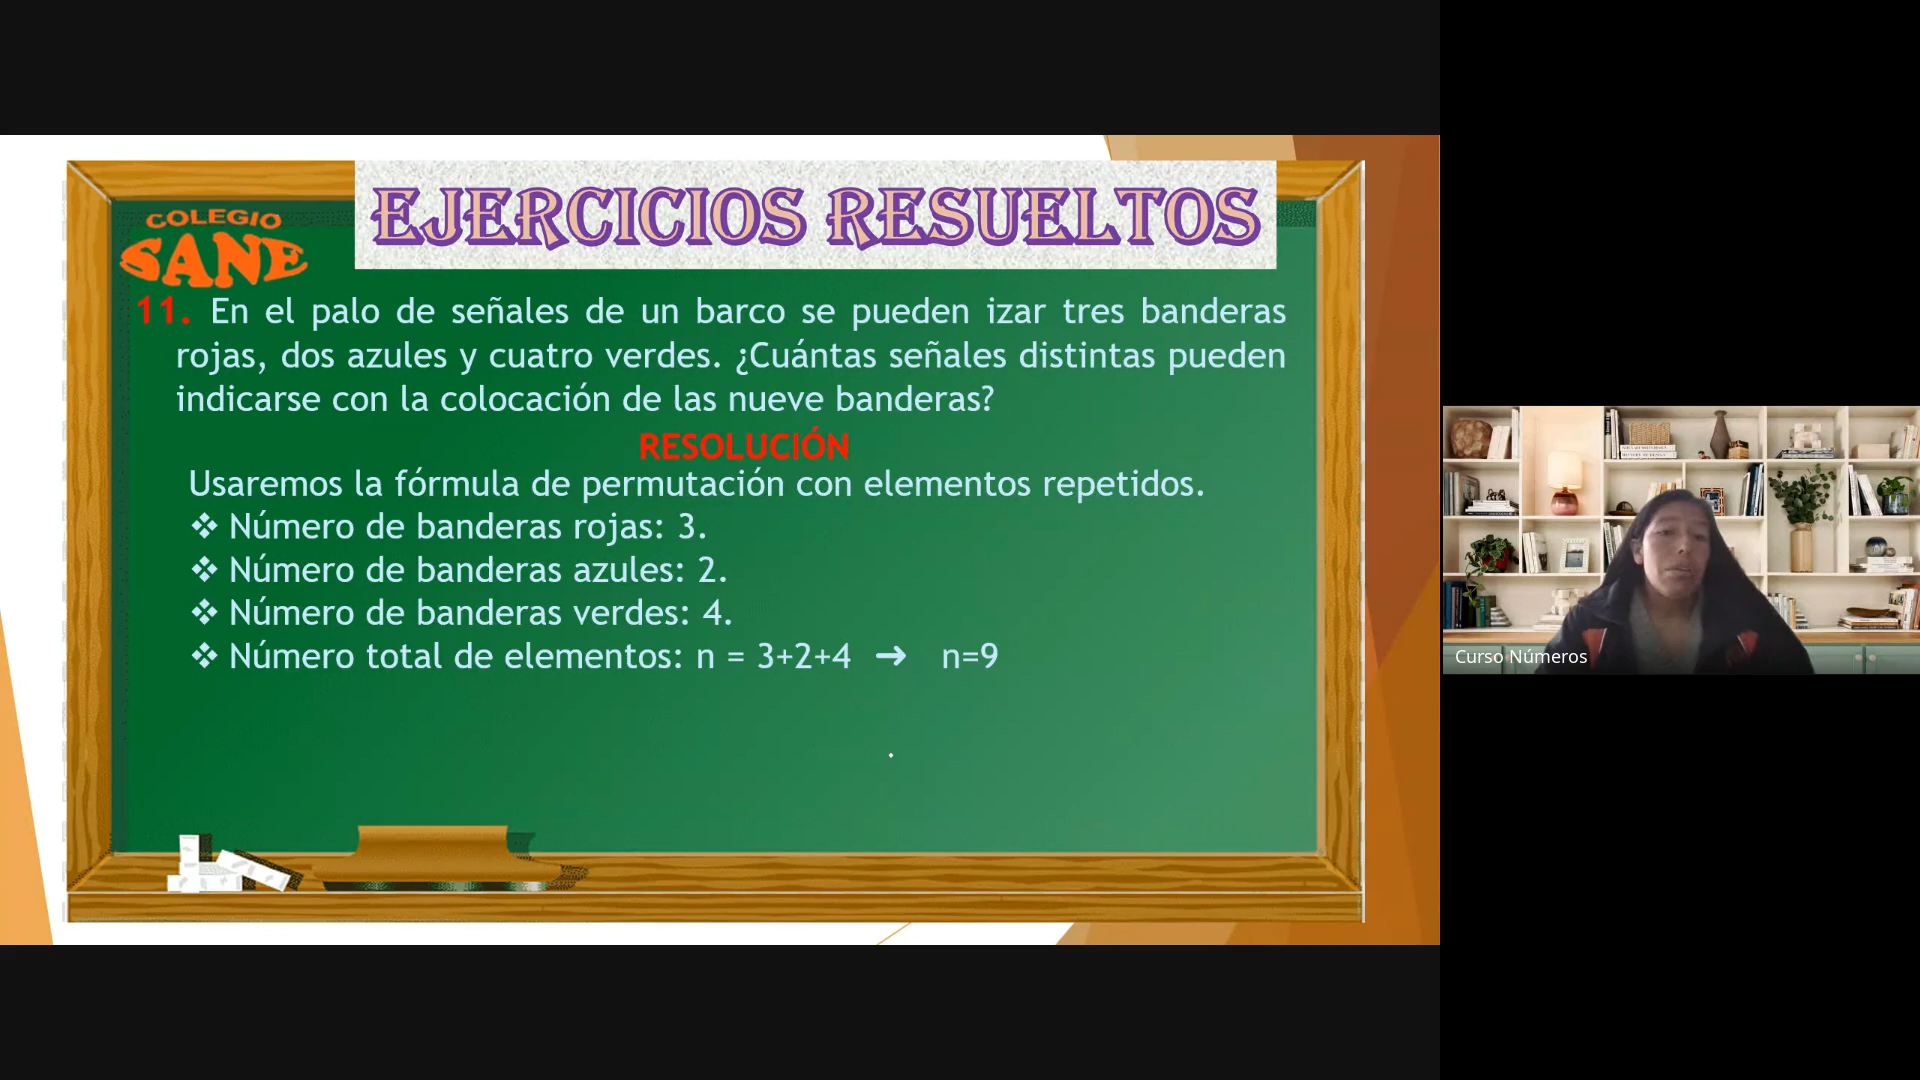 EJERCICIOS RESUELTOS
COLEGIO
SANE
11. En el palo de señales de un barco se pueden izar tres banderas
rojas, dos azules y cuatro verdes. ¿Cuántas señales distintas pueden
indicarse con la colocación de las nueve banderas?
RESOLUCIÓN
Usaremos la fórmula de permutación con elementos repetidos.
❖ Número de banderas rojas: 3.
❖ Número de banderas azules: 2.
❖ Número de banderas verdes: 4.
❖ Número total de elementos: n = 3+2+4 → n=9
Curso Números